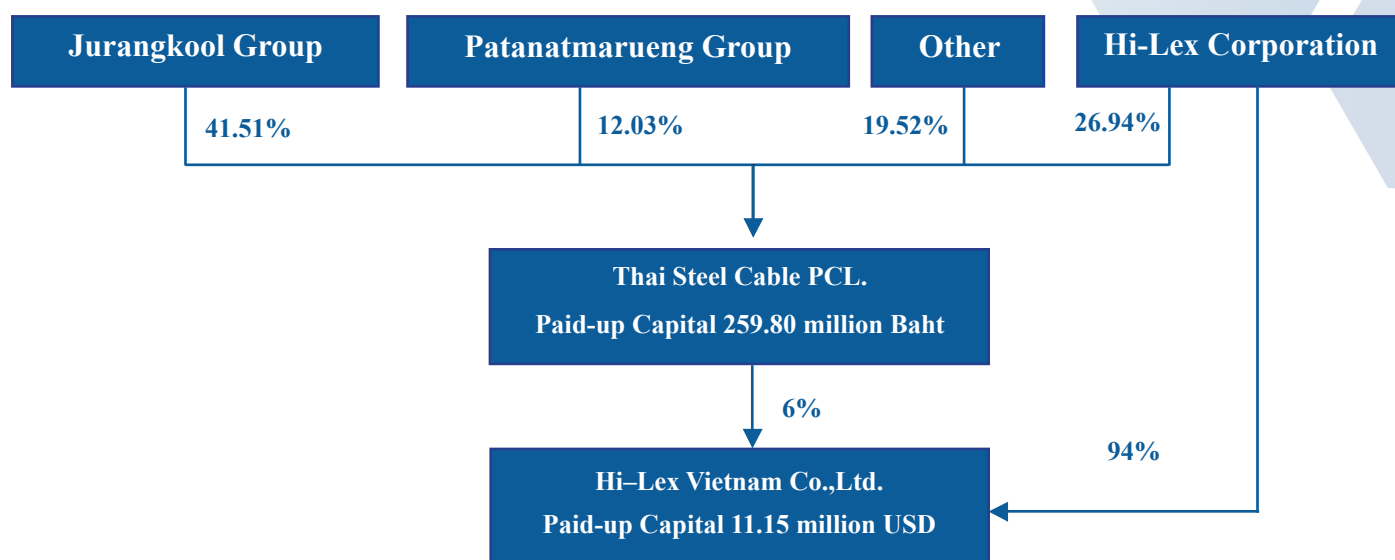 Jurangkool Group
Patanatmarueng Group
Other
Hi-Lex Corporation
41.51%
12.03%
19.52%
26.94%
Thai Steel Cable PCL.
Paid-up Capital 259.80 million Baht
6%
94%
Hi–Lex Vietnam Co.,Ltd.
Paid-up Capital 11.15 million USD